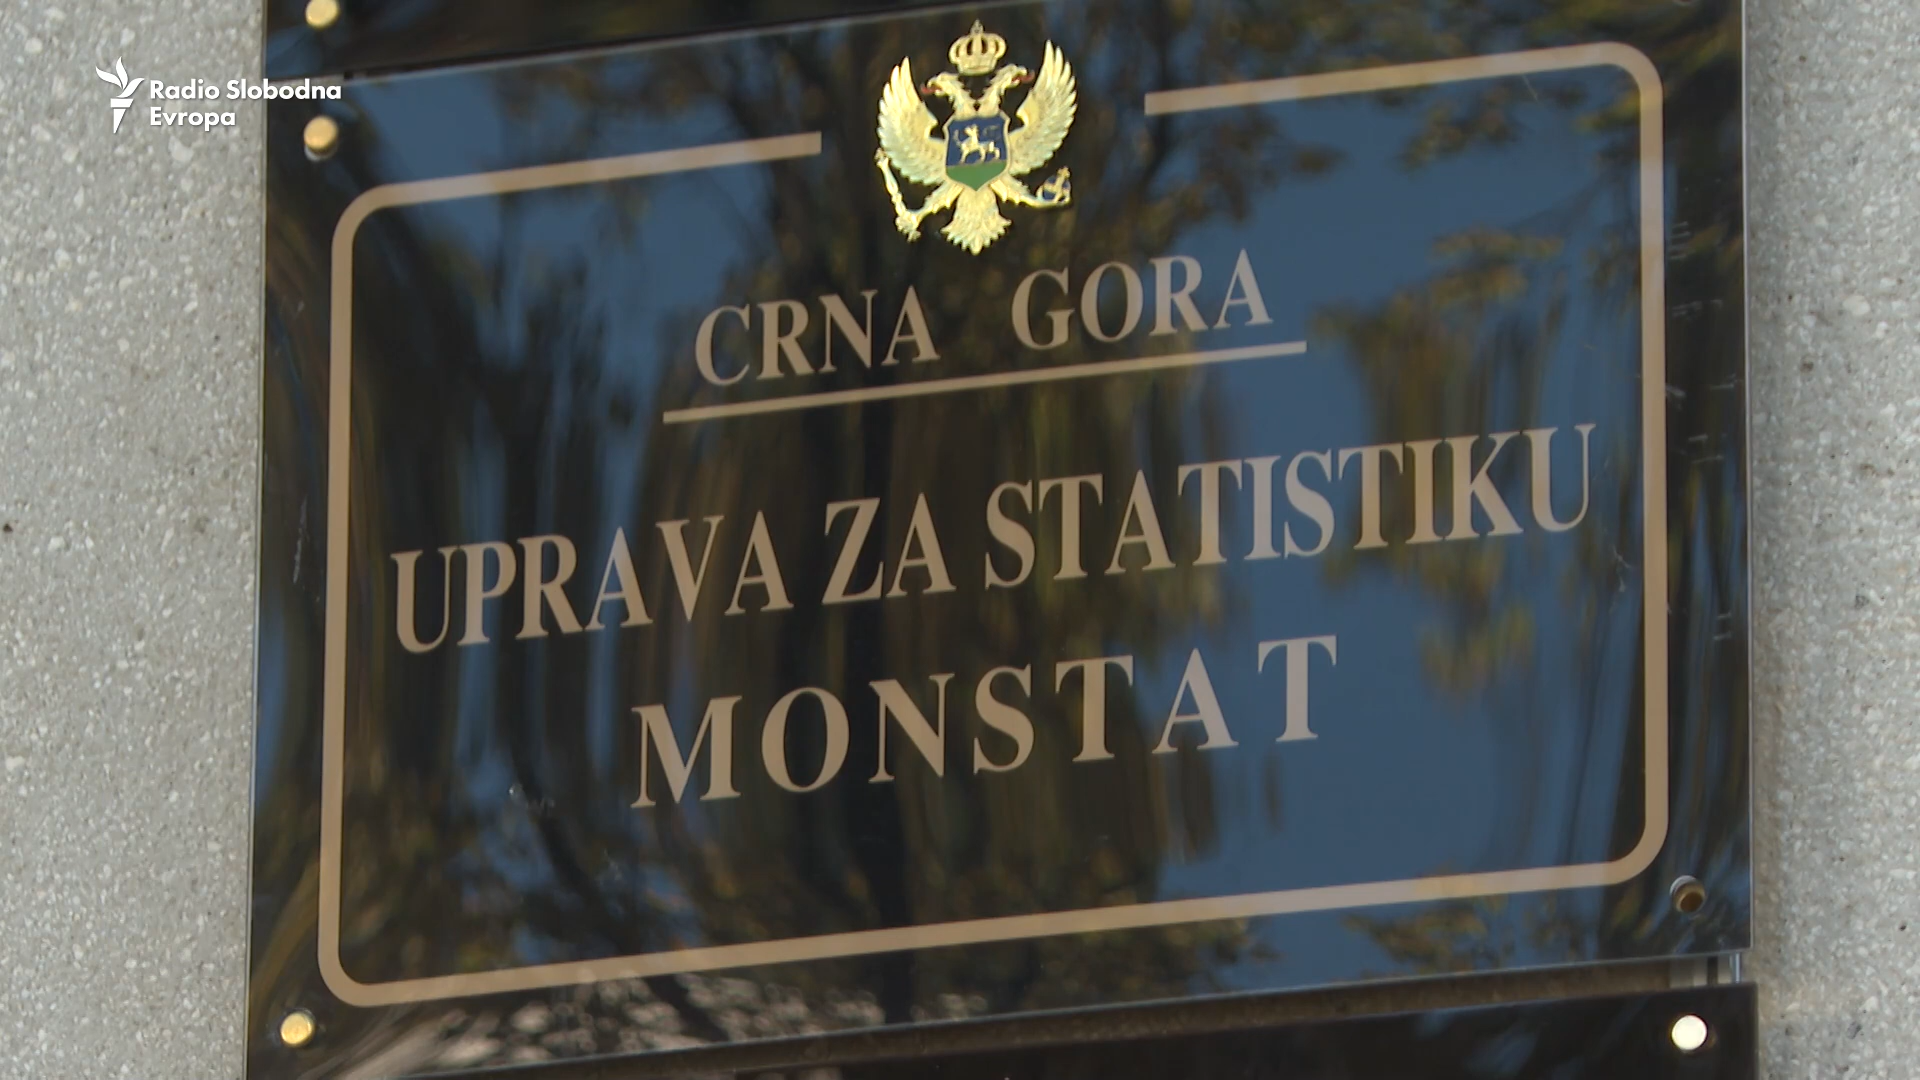 Radio Slobodna
Evropa
CRNA GORA
UPRAVA ZA STATISTIKU
MONSTAT